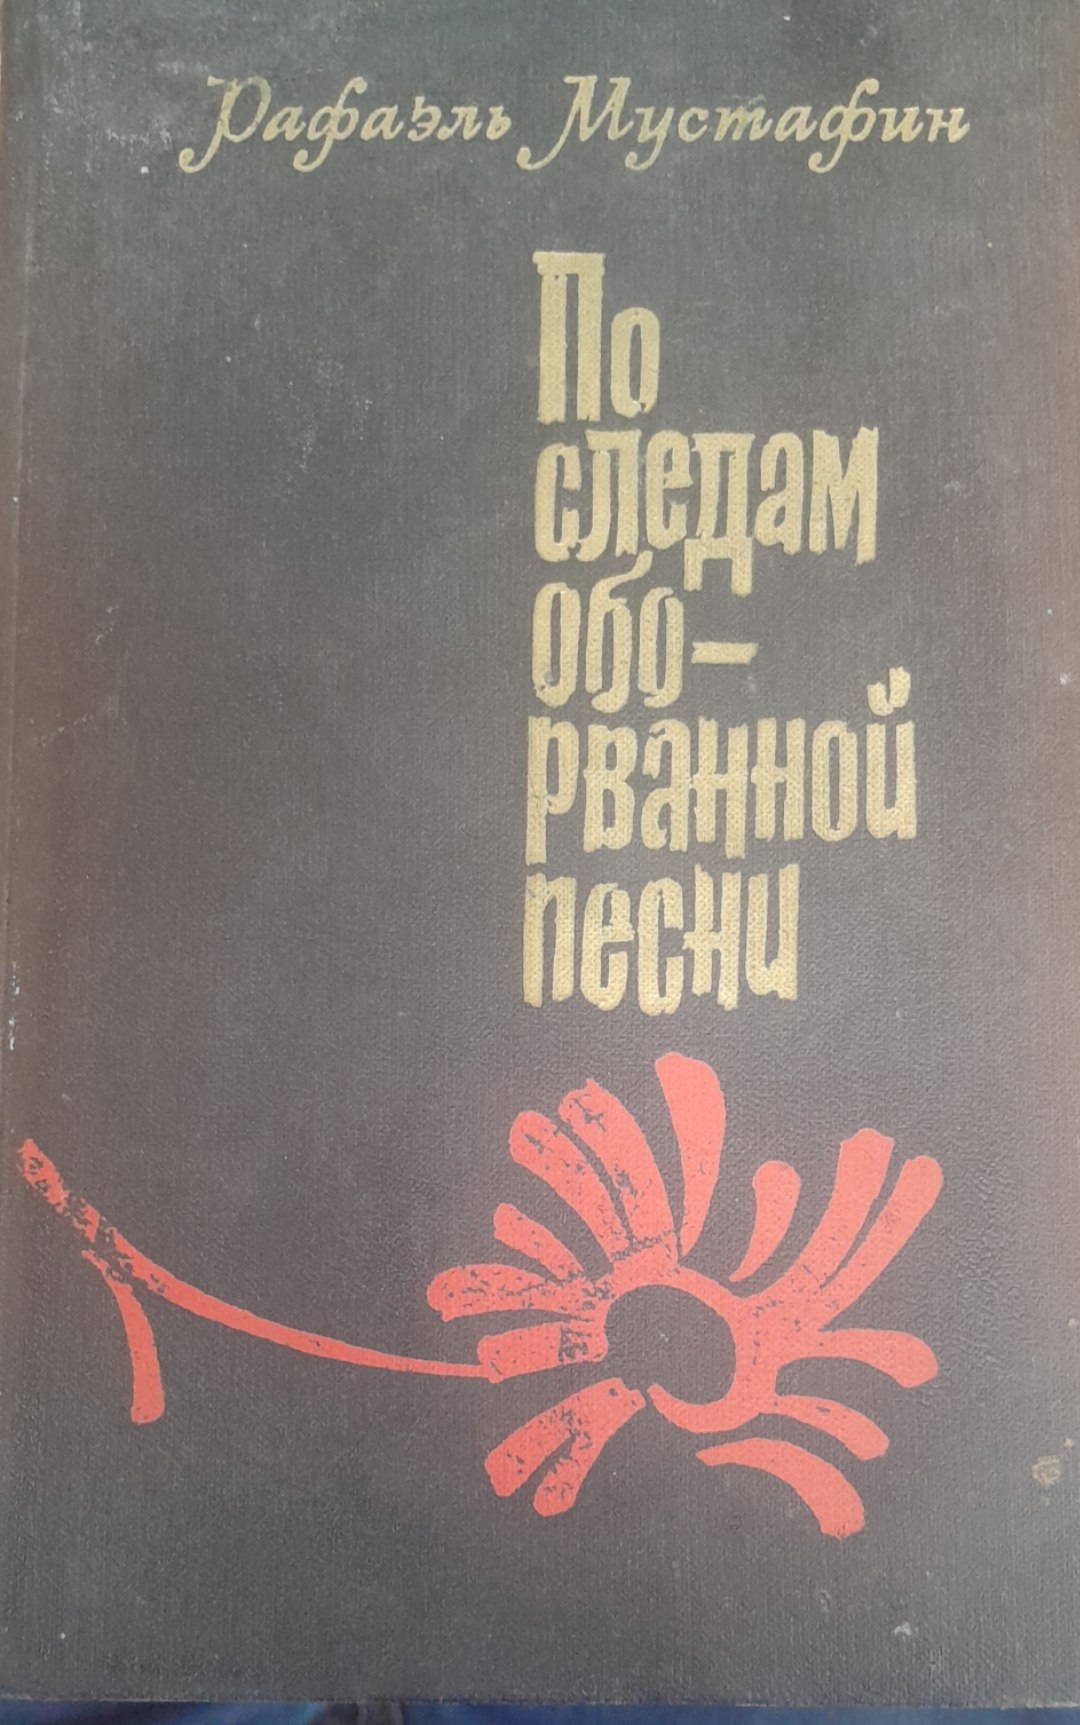 Рафаэль Мустафин
По
следам
обо-
рванной
песни